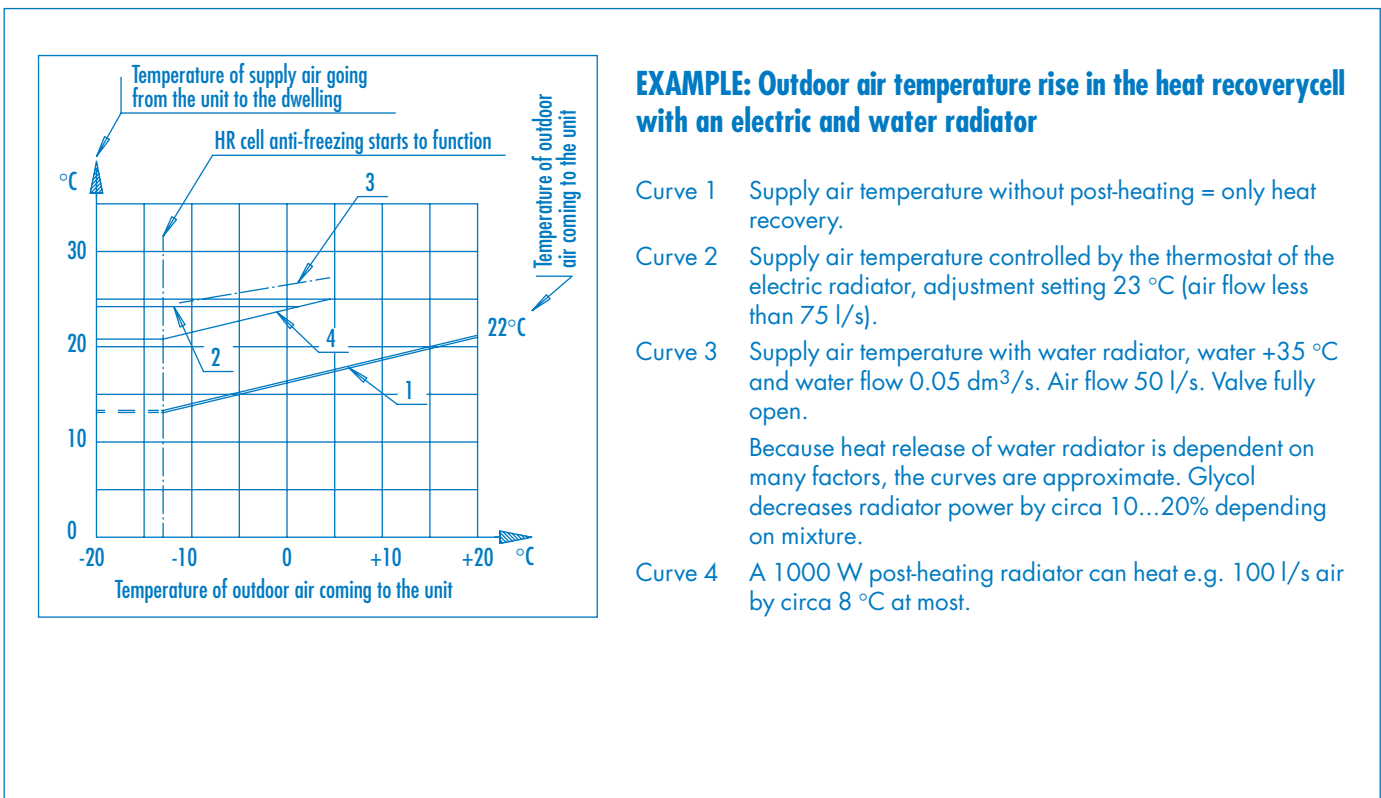 Temperature of supply air going
from the unit to the dwelling
HR cell anti-freezing starts to function
Temperature of outdoor
air coming to the unit
°C
3
30
20
10
0
22°C
4
2
1
-20
-10
0
+10
+20
°C
Temperature of outdoor air coming to the unit
EXAMPLE: Outdoor air temperature rise in the heat recoverycell
with an electric and water radiator
Curve 1 Supply air temperature without post-heating = only heat
recovery.
Curve 2 Supply air temperature controlled by the thermostat of the
electric radiator, adjustment setting 23 °C (air flow less
than 75 l/s).
Curve 3 Supply air temperature with water radiator, water +35 °C
and water flow 0.05 dm³/s. Air flow 50 l/s. Valve fully
open.
Because heat release of water radiator is dependent on
many factors, the curves are approximate. Glycol
decreases radiator power by circa 10...20% depending
on mixture.
Curve 4 A 1000 W post-heating radiator can heat e.g. 100 l/s air
by circa 8 °C at most.